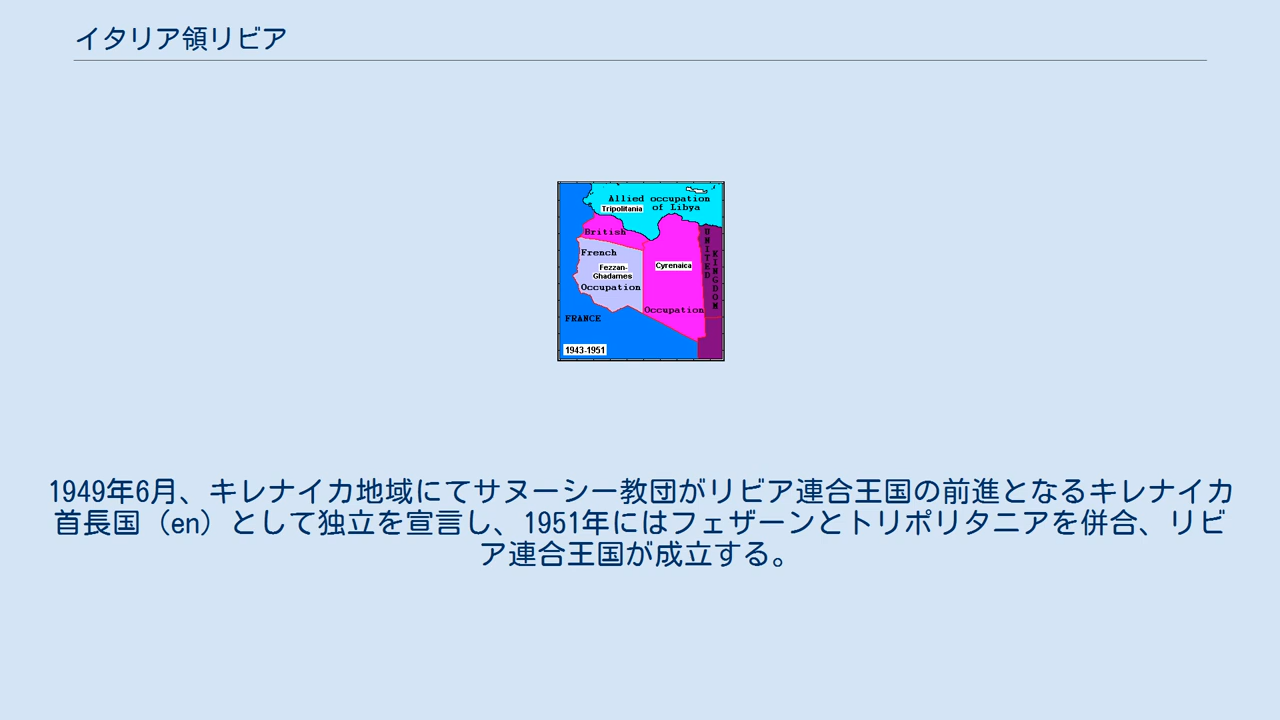 イタリア領リビア
Allied occupation
of Libya
Tripolitania
British
French
Fezzan-
Ghadames
Occupation
Cyrenaica
Occupation
UNITED
KINGDOM
FRANCE
1943-1951
1949年6月、キレナイカ地域にてサヌーシー教団がリビア連合王国の前進となるキレナイカ
首長国（en）として独立を宣言し、1951年にはフェザーンとトリポリタニアを併合、リビ
ア連合王国が成立する。